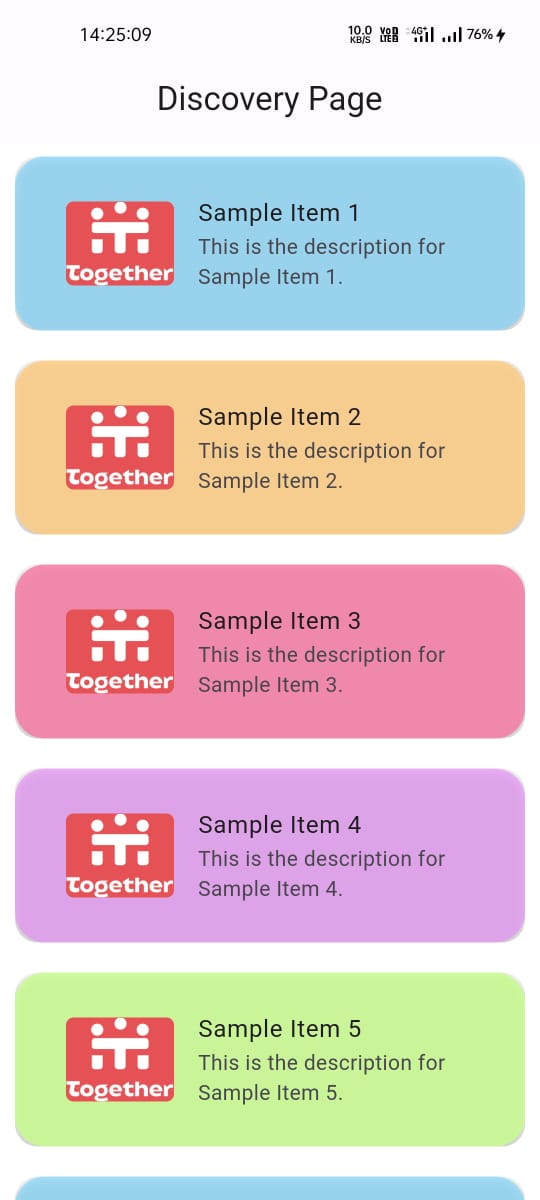 14:25:09
10.0 KB/S VoD LTE 4G+ 76%
Discovery Page
Sample Item 1
This is the description for
Sample Item 1.
Together
Sample Item 2
This is the description for
Sample Item 2.
Together
Sample Item 3
This is the description for
Sample Item 3.
Together
Sample Item 4
This is the description for
Sample Item 4.
Together
Sample Item 5
This is the description for
Sample Item 5.
Together